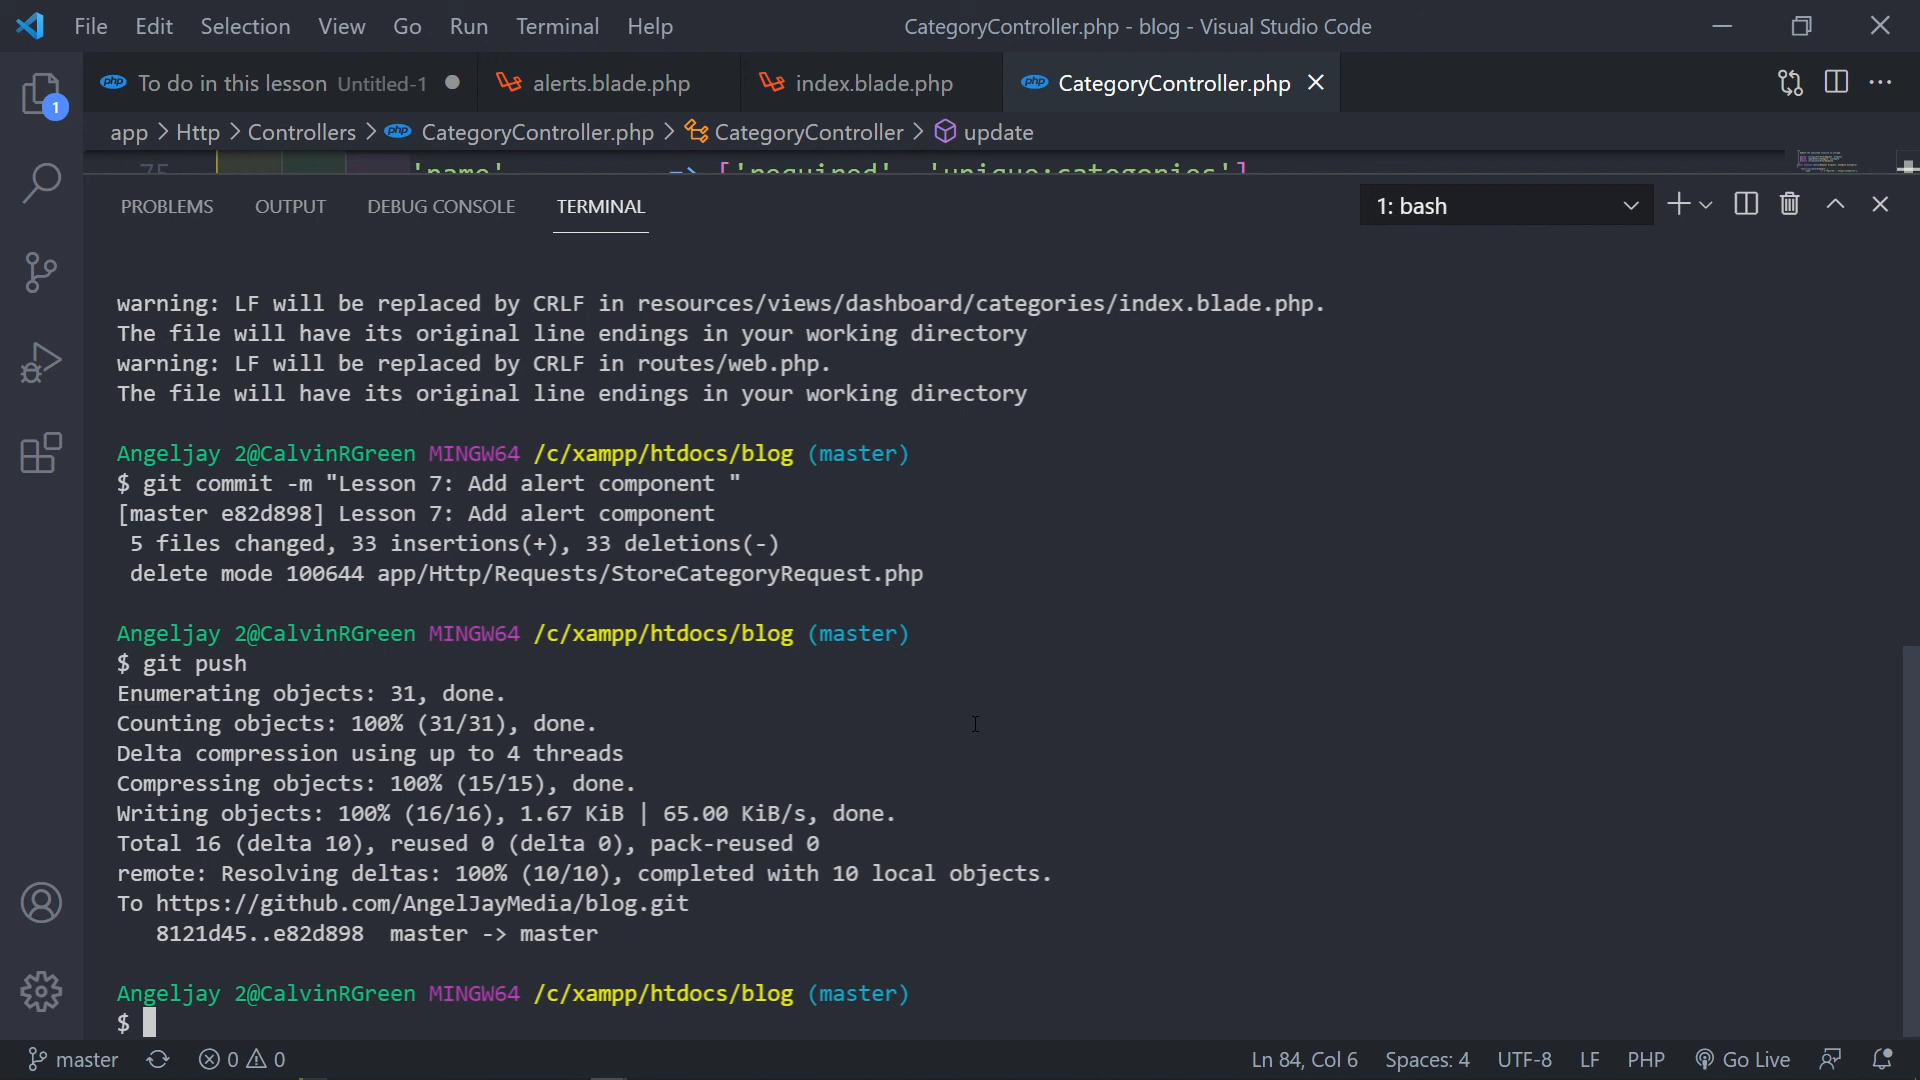 File Edit Selection View Go Run Terminal Help CategoryController.php - blog - Visual Studio Code
php To do in this lesson Untitled-1 alerts.blade.php index.blade.php php CategoryController.php
1
app > Http > Controllers > php CategoryController.php > CategoryController > update
75 'name' => ['required', 'unique:categories']
PROBLEMS OUTPUT DEBUG CONSOLE TERMINAL 1: bash
warning: LF will be replaced by CRLF in resources/views/dashboard/categories/index.blade.php.
The file will have its original line endings in your working directory
warning: LF will be replaced by CRLF in routes/web.php.
The file will have its original line endings in your working directory
Angeljay 2@CalvinRGreen MINGW64 /c/xampp/htdocs/blog (master)
$ git commit -m "Lesson 7: Add alert component "
[master e82d898] Lesson 7: Add alert component
5 files changed, 33 insertions(+), 33 deletions(-)
delete mode 100644 app/Http/Requests/StoreCategoryRequest.php
Angeljay 2@CalvinRGreen MINGW64 /c/xampp/htdocs/blog (master)
$ git push
Enumerating objects: 31, done.
Counting objects: 100% (31/31), done.
Delta compression using up to 4 threads
Compressing objects: 100% (15/15), done.
Writing objects: 100% (16/16), 1.67 KiB | 65.00 KiB/s, done.
Total 16 (delta 10), reused 0 (delta 0), pack-reused 0
remote: Resolving deltas: 100% (10/10), completed with 10 local objects.
To https://github.com/AngelJayMedia/blog.git
8121d45..e82d898 master -> master
Angeljay 2@CalvinRGreen MINGW64 /c/xampp/htdocs/blog (master)
$
master 0 0 Ln 84, Col 6 Spaces: 4 UTF-8 LF PHP Go Live